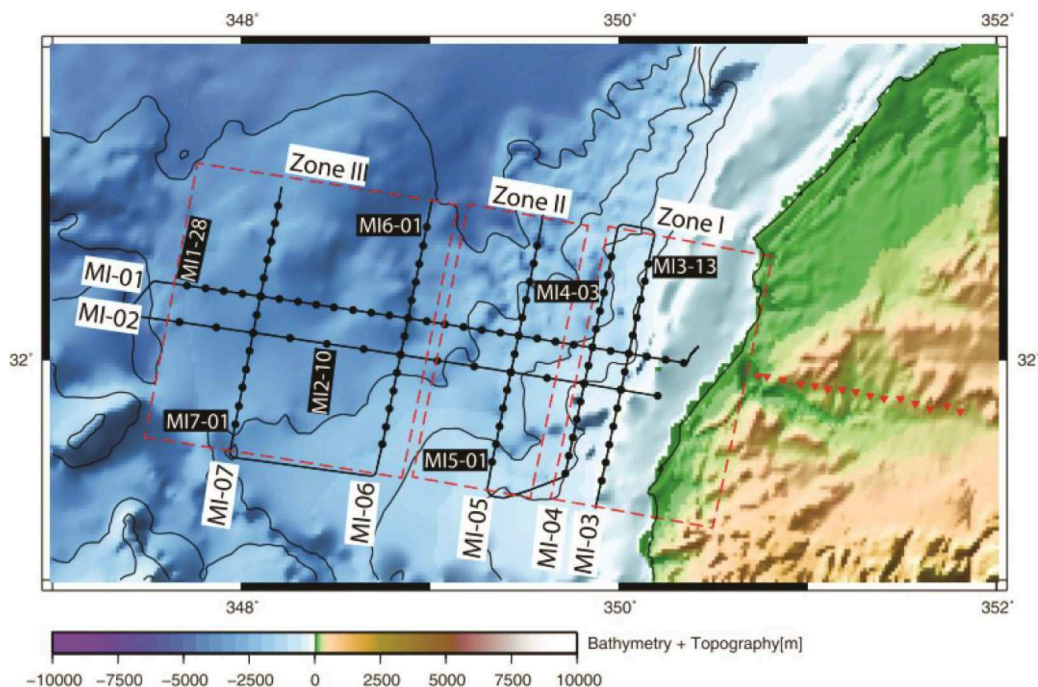 348° 350° 352°
Zone III
Zone II
Zone I
MI6-01
MI1-28
MI3-13
MI-01
MI4-03
MI-02
32° 32°
MI2-10
MI7-01
MI5-01
MI-07
MI-06
MI-05
MI-04
MI-03
348° 350° 352°
Bathymetry + Topography[m]
−10000 −7500 −5000 −2500 0 2500 5000 7500 10000